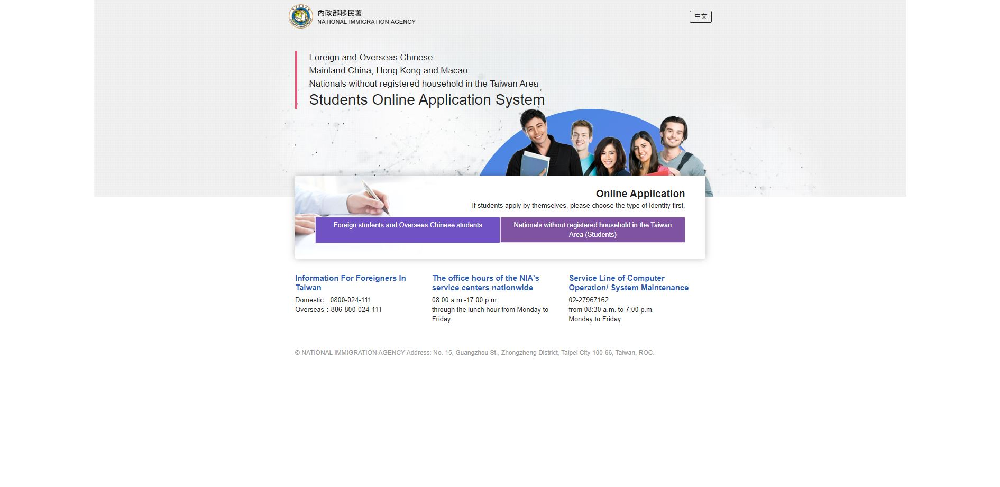 內政部移民署
NATIONAL IMMIGRATION AGENCY
中文
Foreign and Overseas Chinese
Mainland China, Hong Kong and Macao
Nationals without registered household in the Taiwan Area
Students Online Application System
Online Application
If students apply by themselves, please choose the type of identity first.
Foreign students and Overseas Chinese students
Nationals without registered household in the Taiwan
Area (Students)
Information For Foreigners In
Taiwan
Domestic：0800-024-111
Overseas：886-800-024-111
The office hours of the NIA's
service centers nationwide
08:00 a.m.-17:00 p.m.
through the lunch hour from Monday to
Friday.
Service Line of Computer
Operation/ System Maintenance
02-27967162
from 08:30 a.m. to 7:00 p.m.
Monday to Friday
© NATIONAL IMMIGRATION AGENCY Address: No. 15, Guangzhou St., Zhongzheng District, Taipei City 100-66, Taiwan, ROC.